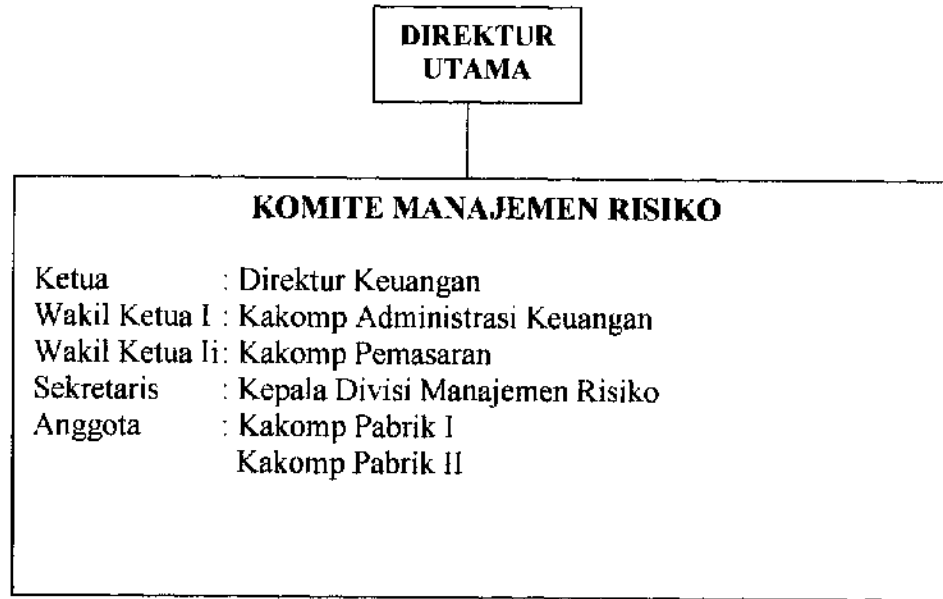 DIREKTUR
UTAMA
KOMITE MANAJEMEN RISIKO
Ketua : Direktur Keuangan
Wakil Ketua I : Kakomp Administrasi Keuangan
Wakil Ketua Ii : Kakomp Pemasaran
Sekretaris : Kepala Divisi Manajemen Risiko
Anggota : Kakomp Pabrik I
Kakomp Pabrik II